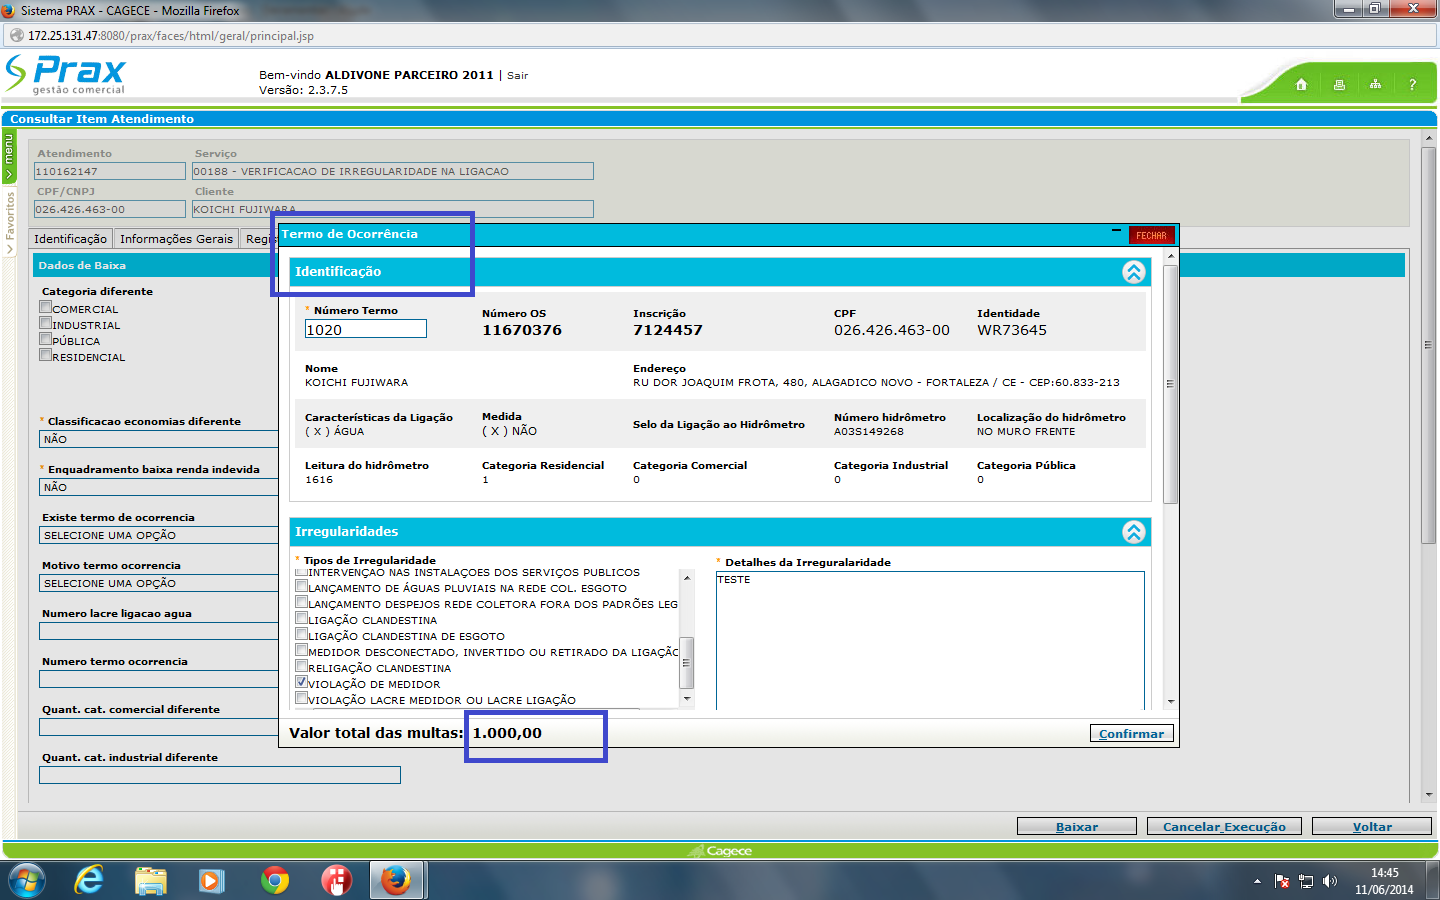 Sistema PRAX - CAGECE - Mozilla Firefox
172.25.131.47:8080/prax/faces/html/geral/principal.jsp
Prax
gestão comercial
Bem-vindo ALDIVONE PARCEIRO 2011 | Sair
Versão: 2.3.7.5
?
Consultar Item Atendimento
menu
Favoritos
Atendimento
Serviço
110162147
00188 - VERIFICACAO DE IRREGULARIDADE NA LIGACAO
CPF/CNPJ
Cliente
026.426.463-00
KOICHI FUJIWARA
Identificação
Informações Gerais
Regis
Dados de Baixa
Categoria diferente
COMERCIAL
INDUSTRIAL
PÚBLICA
RESIDENCIAL
* Classificacao economias diferente
NÃO
* Enquadramento baixa renda indevida
NÃO
Existe termo de ocorrencia
SELECIONE UMA OPÇÃO
Motivo termo ocorrencia
SELECIONE UMA OPÇÃO
Numero lacre ligacao agua
Numero termo ocorrencia
Quant. cat. comercial diferente
Quant. cat. industrial diferente
Termo de Ocorrência
FECHAR
Identificação
* Número Termo
1020
Número OS
11670376
Inscrição
7124457
CPF
026.426.463-00
Identidade
WR73645
Nome
KOICHI FUJIWARA
Endereço
RU DOR JOAQUIM FROTA, 480, ALAGADICO NOVO - FORTALEZA / CE - CEP:60.833-213
Características da Ligação
( X ) ÁGUA
Medida
( X ) NÃO
Selo da Ligação ao Hidrômetro
Número hidrômetro
A03S149268
Localização do hidrômetro
NO MURO FRENTE
Leitura do hidrômetro
1616
Categoria Residencial
1
Categoria Comercial
0
Categoria Industrial
0
Categoria Pública
0
Irregularidades
* Tipos de Irregularidade
INTERVENÇAO NAS INSTALAÇOES DOS SERVIÇOS PUBLICOS
LANÇAMENTO DE ÁGUAS PLUVIAIS NA REDE COL. ESGOTO
LANÇAMENTO DESPEJOS REDE COLETORA FORA DOS PADRÕES LEG
LIGAÇÃO CLANDESTINA
LIGAÇÃO CLANDESTINA DE ESGOTO
MEDIDOR DESCONECTADO, INVERTIDO OU RETIRADO DA LIGAÇÃO
RELIGAÇÃO CLANDESTINA
VIOLAÇÃO DE MEDIDOR
VIOLAÇÃO LACRE MEDIDOR OU LACRE LIGAÇÃO
* Detalhes da Irreguralaridade
TESTE
Valor total das multas: 1.000,00
Confirmar
Baixar
Cancelar Execução
Voltar
Cagece
14:45
11/06/2014